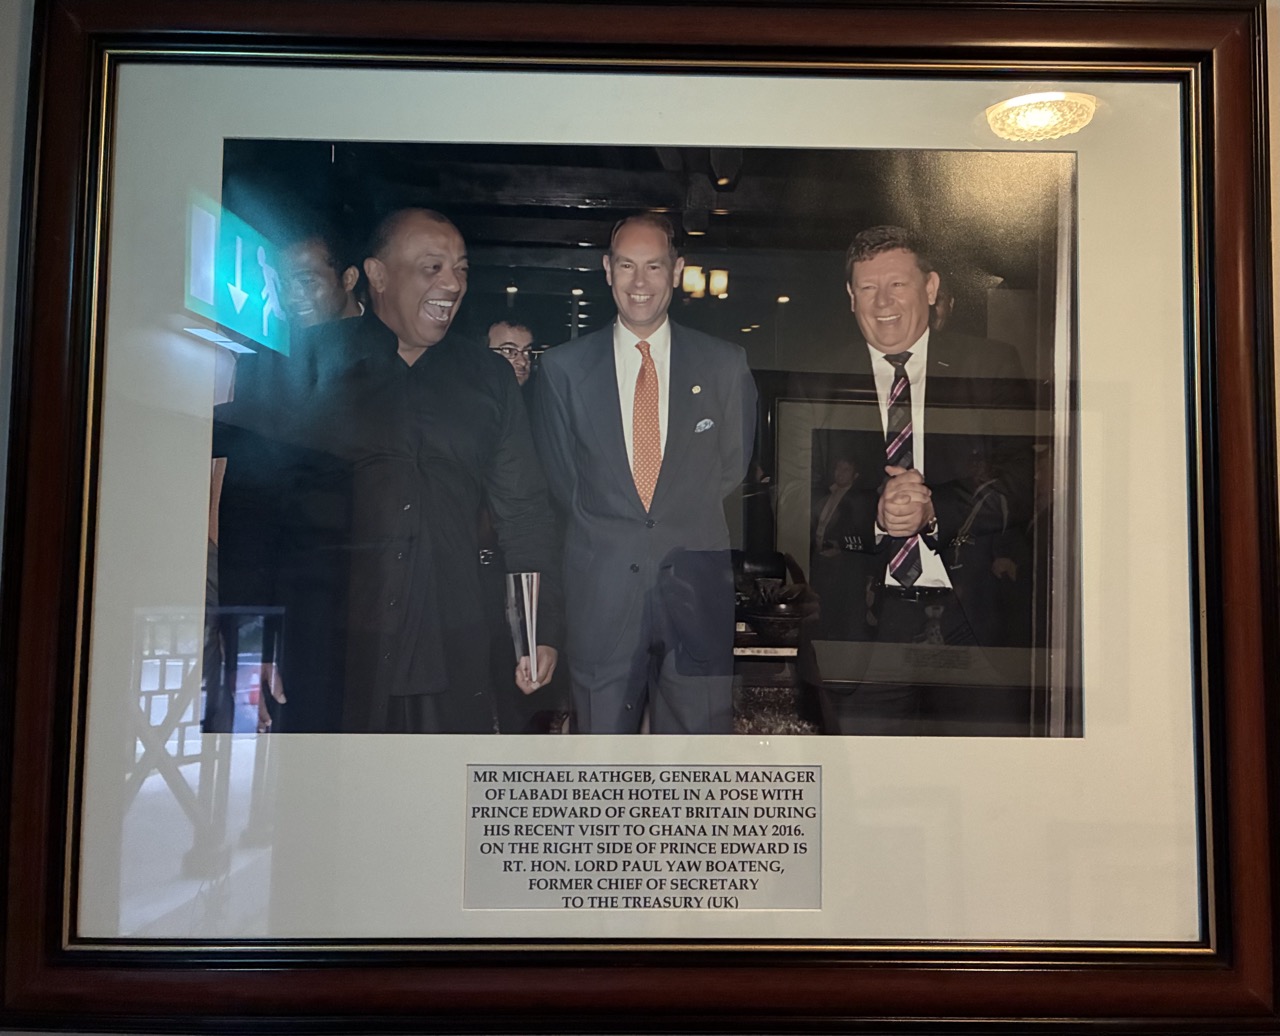 MR MICHAEL RATHGEB, GENERAL MANAGER
OF LABADI BEACH HOTEL IN A POSE WITH
PRINCE EDWARD OF GREAT BRITAIN DURING
HIS RECENT VISIT TO GHANA IN MAY 2016.
ON THE RIGHT SIDE OF PRINCE EDWARD IS
RT. HON. LORD PAUL YAW BOATENG,
FORMER CHIEF OF SECRETARY
TO THE TREASURY (UK)